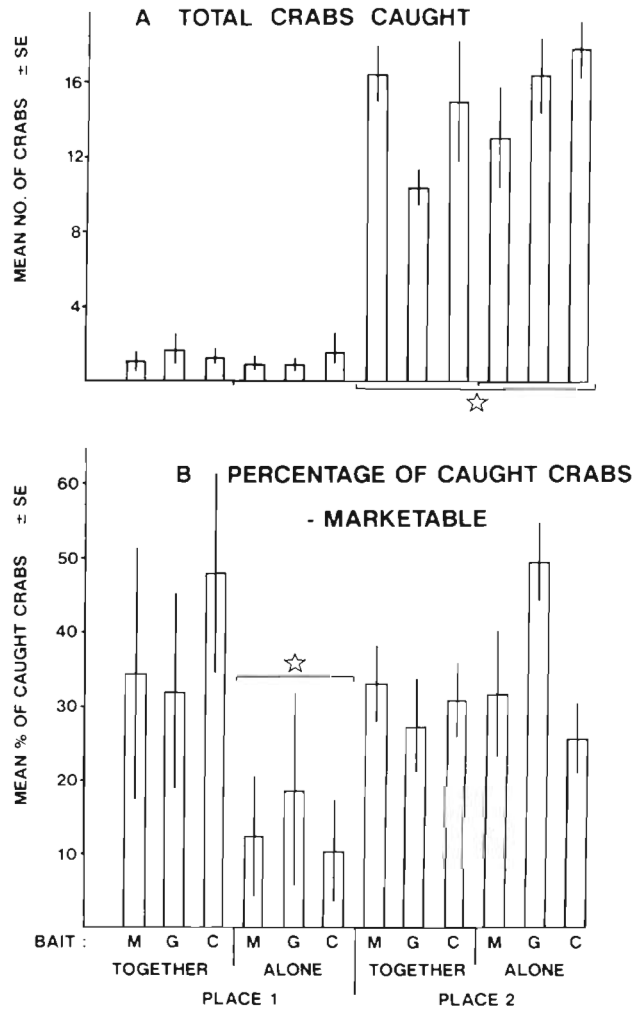 A TOTAL CRABS CAUGHT
MEAN NO. OF CRABS ± SE
16
12
8
4
B PERCENTAGE OF CAUGHT CRABS
- MARKETABLE
MEAN % OF CAUGHT CRABS ± SE
60
50
40
30
20
10
BAIT : M G C M G C M G C M G C
TOGETHER ALONE TOGETHER ALONE
PLACE 1 PLACE 2